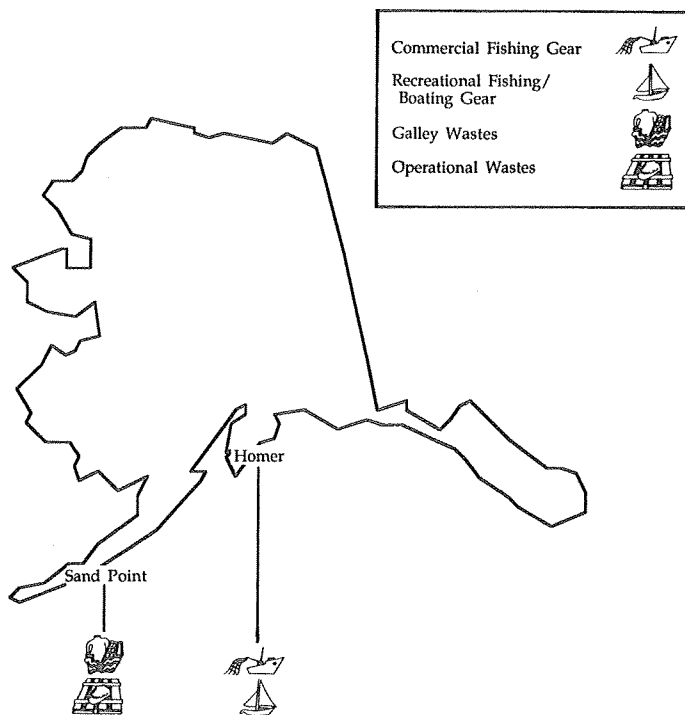 Commercial Fishing Gear
Recreational Fishing/
Boating Gear
Galley Wastes
Operational Wastes
Homer
Sand Point